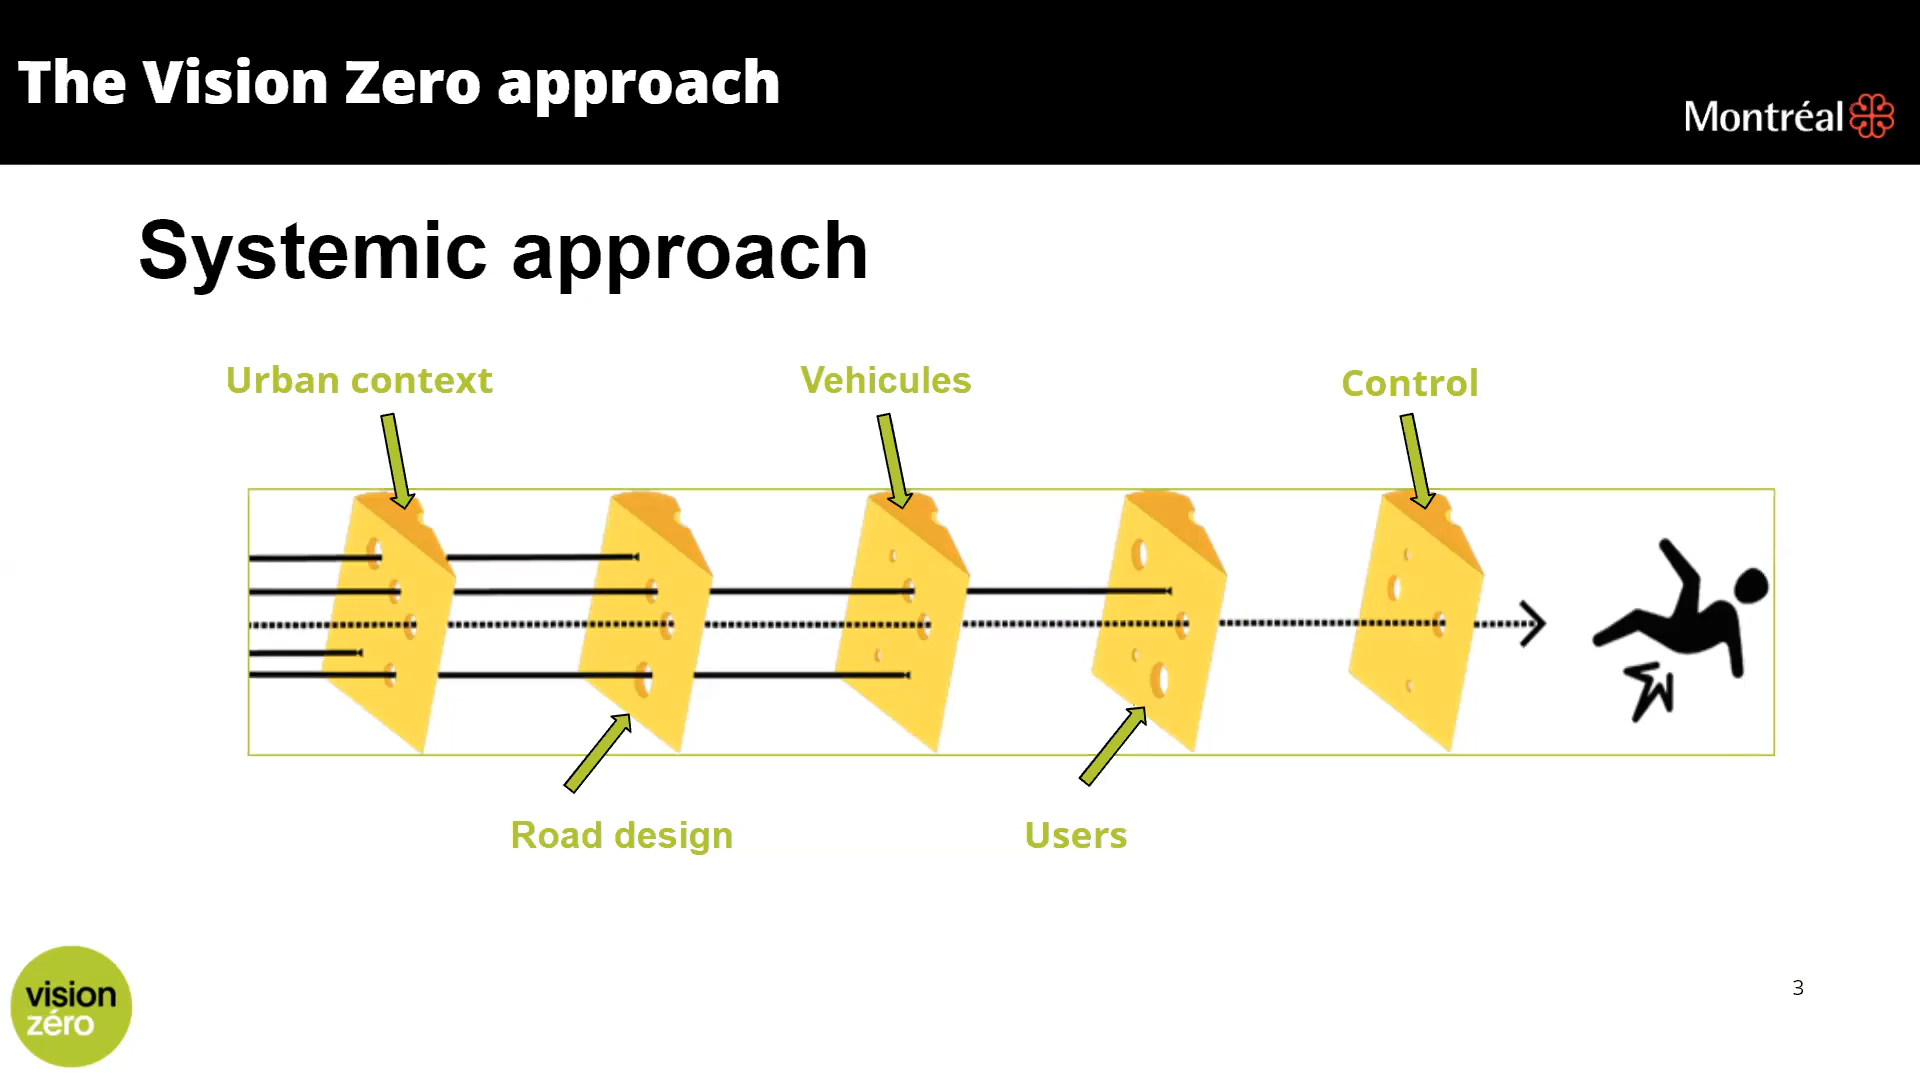 The Vision Zero approach
Montréal
Systemic approach
Urban context
Vehicules
Control
Road design
Users
vision
zéro
3